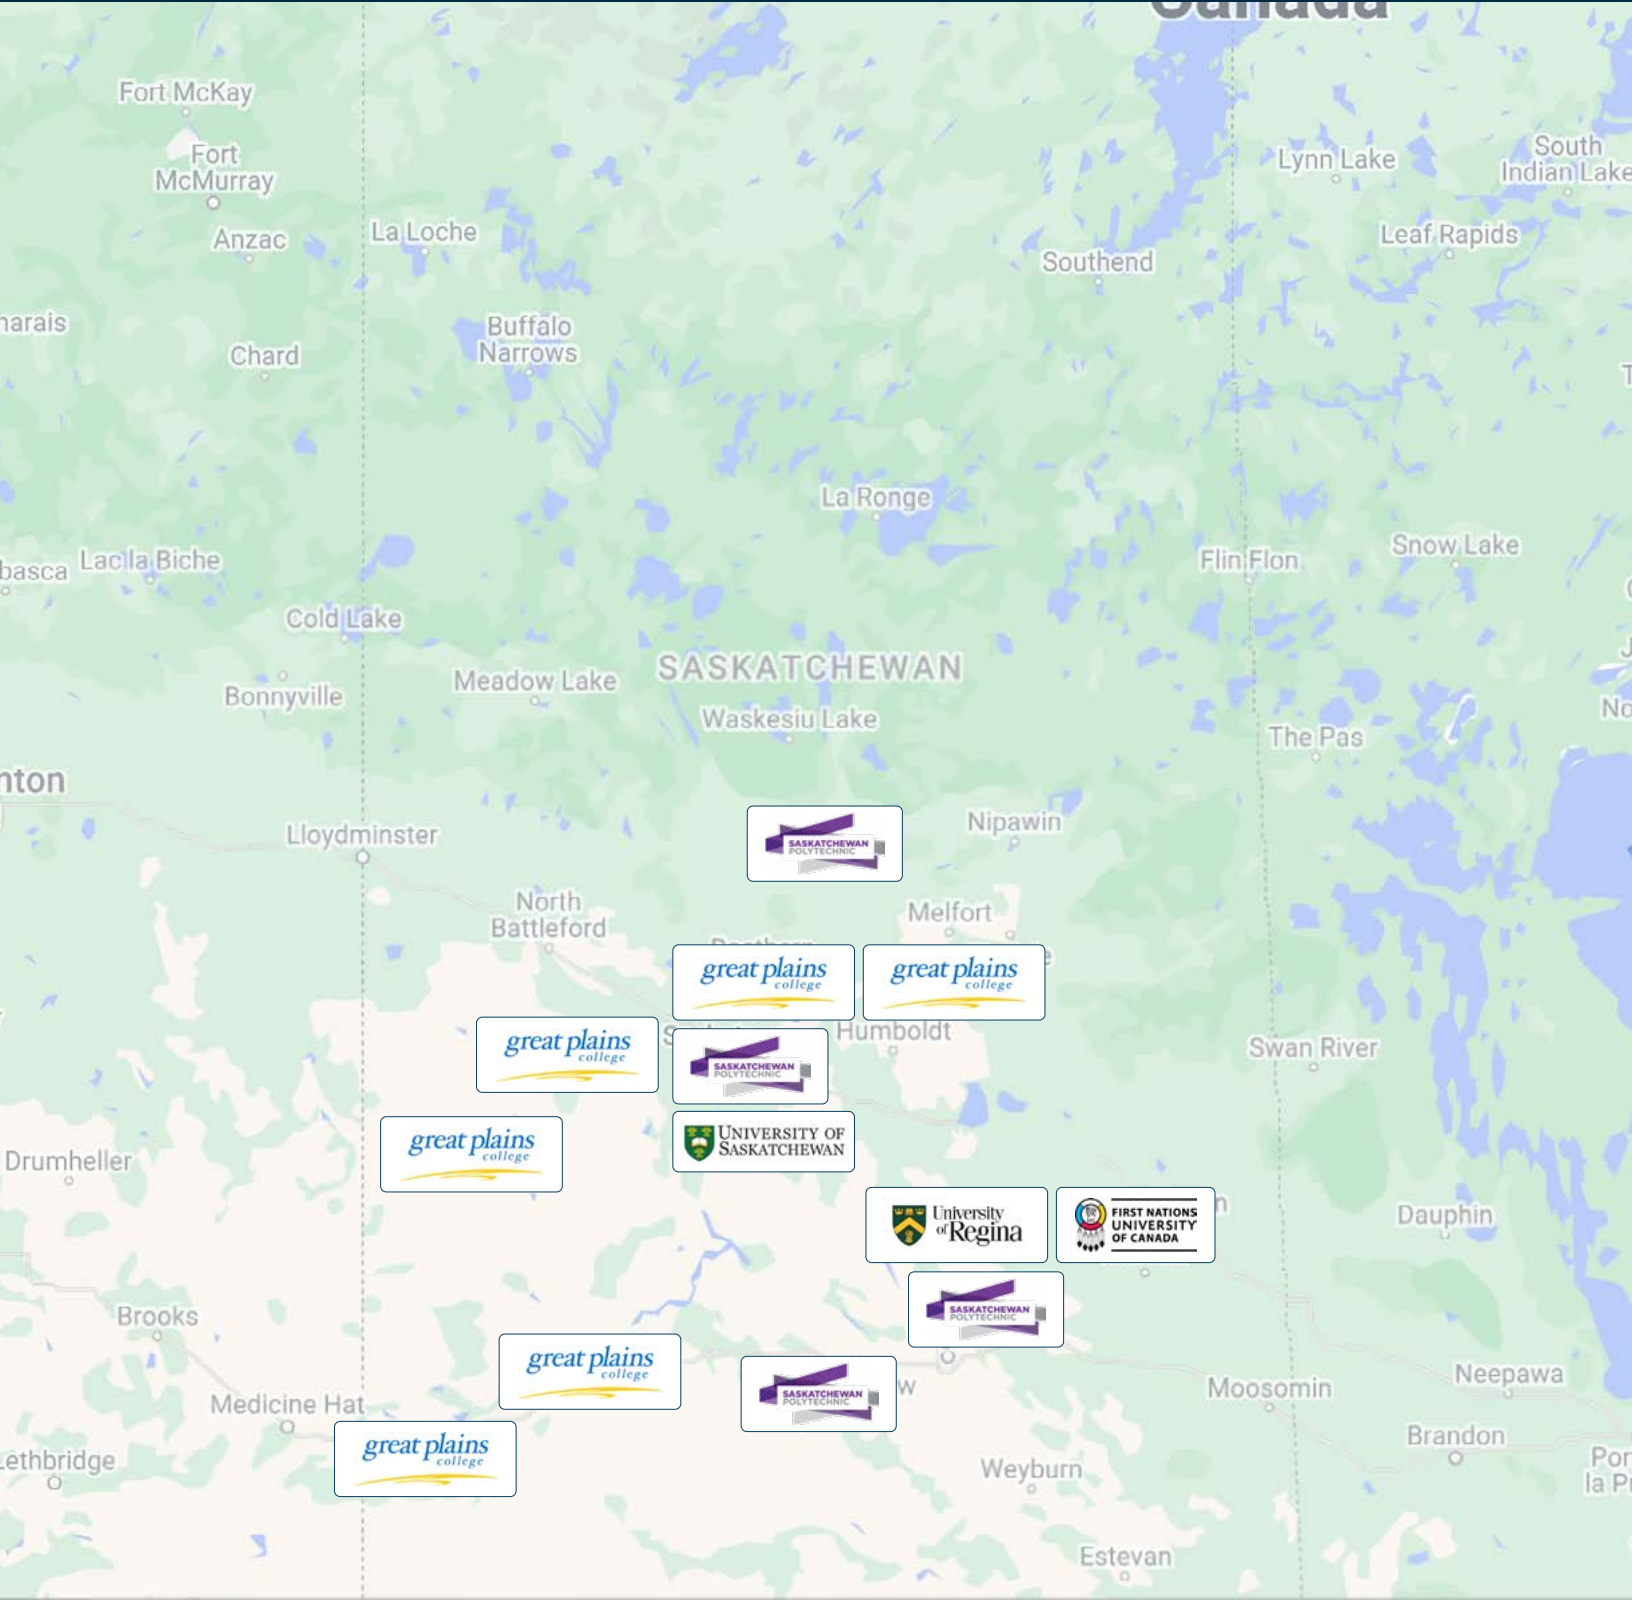 Canada
Fort McKay
Fort
McMurray
Anzac
La Loche
Lynn Lake
South
Indian Lake
Leaf Rapids
Southend
Buffalo
Narrows
Chard
La Ronge
Flin Flon
Snow Lake
Lac la Biche
Cold Lake
Bonnyville
Meadow Lake
SASKATCHEWAN
Waskesiu Lake
The Pas
Lloydminster
Nipawin
SASKATCHEWAN
POLYTECHNIC
North
Battleford
Melfort
great plains
college
great plains
college
great plains
college
SASKATCHEWAN
POLYTECHNIC
Humboldt
Swan River
great plains
college
UNIVERSITY OF
SASKATCHEWAN
Drumheller
University
of Regina
FIRST NATIONS
UNIVERSITY
OF CANADA
Dauphin
Brooks
SASKATCHEWAN
POLYTECHNIC
great plains
college
SASKATCHEWAN
POLYTECHNIC
w
Moosomin
Neepawa
Medicine Hat
great plains
college
Brandon
Lethbridge
Weyburn
Estevan